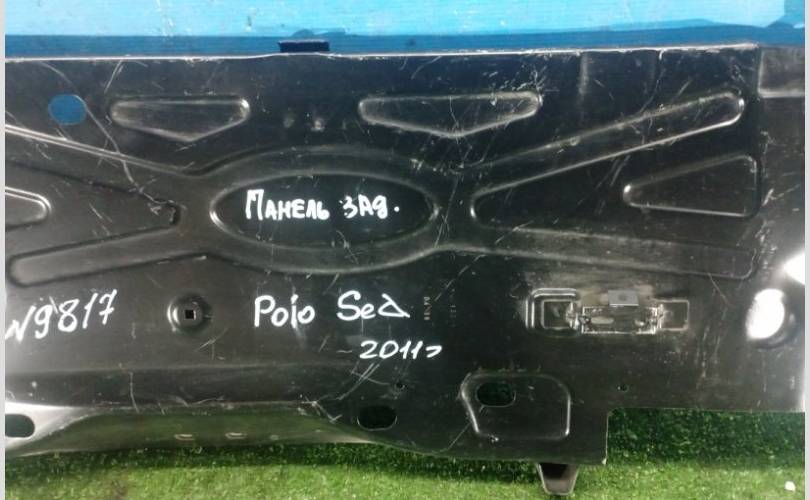 Панель зад.
N9817
Polo Sed
2011>